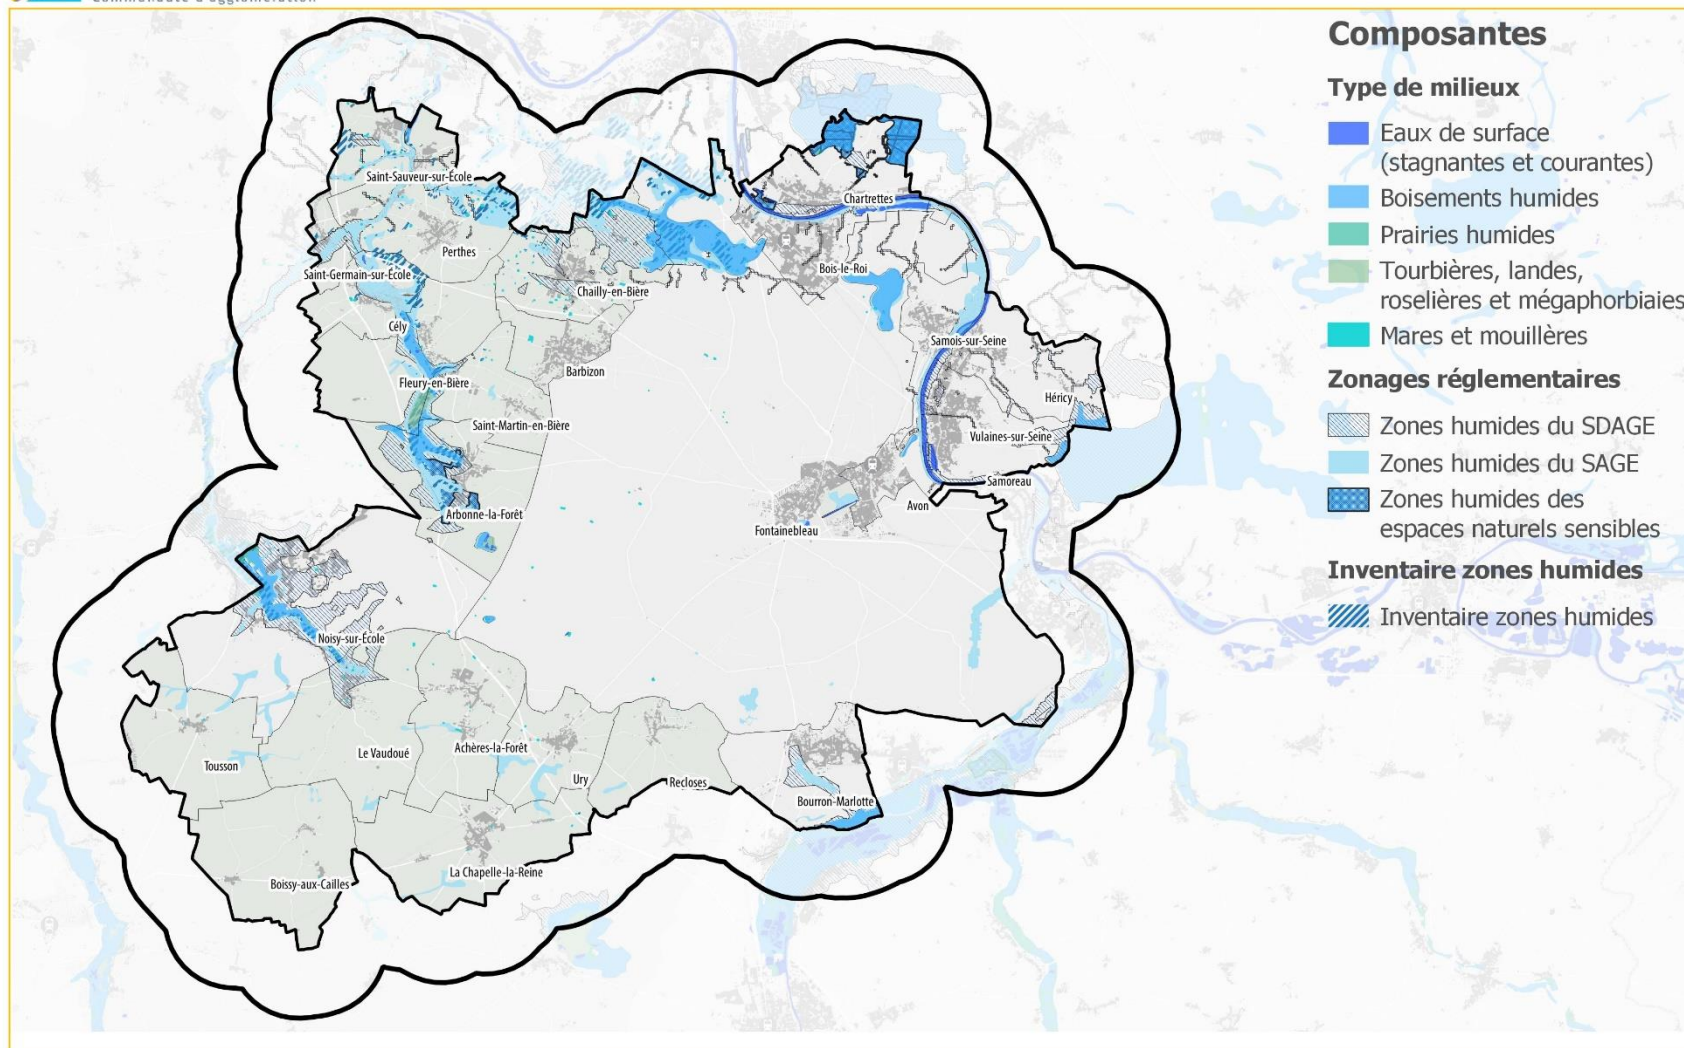 Communauté d'agglomération
Composantes
Type de milieux
Eaux de surface
(stagnantes et courantes)
Boisements humides
Prairies humides
Tourbières, landes,
roselières et mégaphorbiaies
Mares et mouillères
Zonages réglementaires
Zones humides du SDAGE
Zones humides du SAGE
Zones humides des
espaces naturels sensibles
Inventaire zones humides
Inventaire zones humides
Saint-Sauveur-sur-École
Chartrettes
Perthes
Bois-le-Roi
Saint-Germain-sur-École
Chailly-en-Bière
Cély
Samois-sur-Seine
Barbizon
Fleury-en-Bière
Héricy
Saint-Martin-en-Bière
Vulaines-sur-Seine
Samoreau
Avon
Arbonne-la-Forêt
Fontainebleau
Noisy-sur-École
Achères-la-Forêt
Le Vaudoué
Tousson
Ury
Recloses
Bourron-Marlotte
La Chapelle-la-Reine
Boissy-aux-Cailles